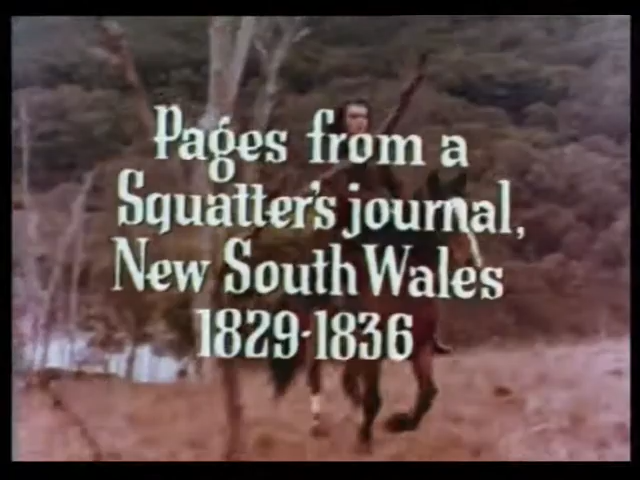 Pages from a
Squatter's journal,
New South Wales
1829-1836